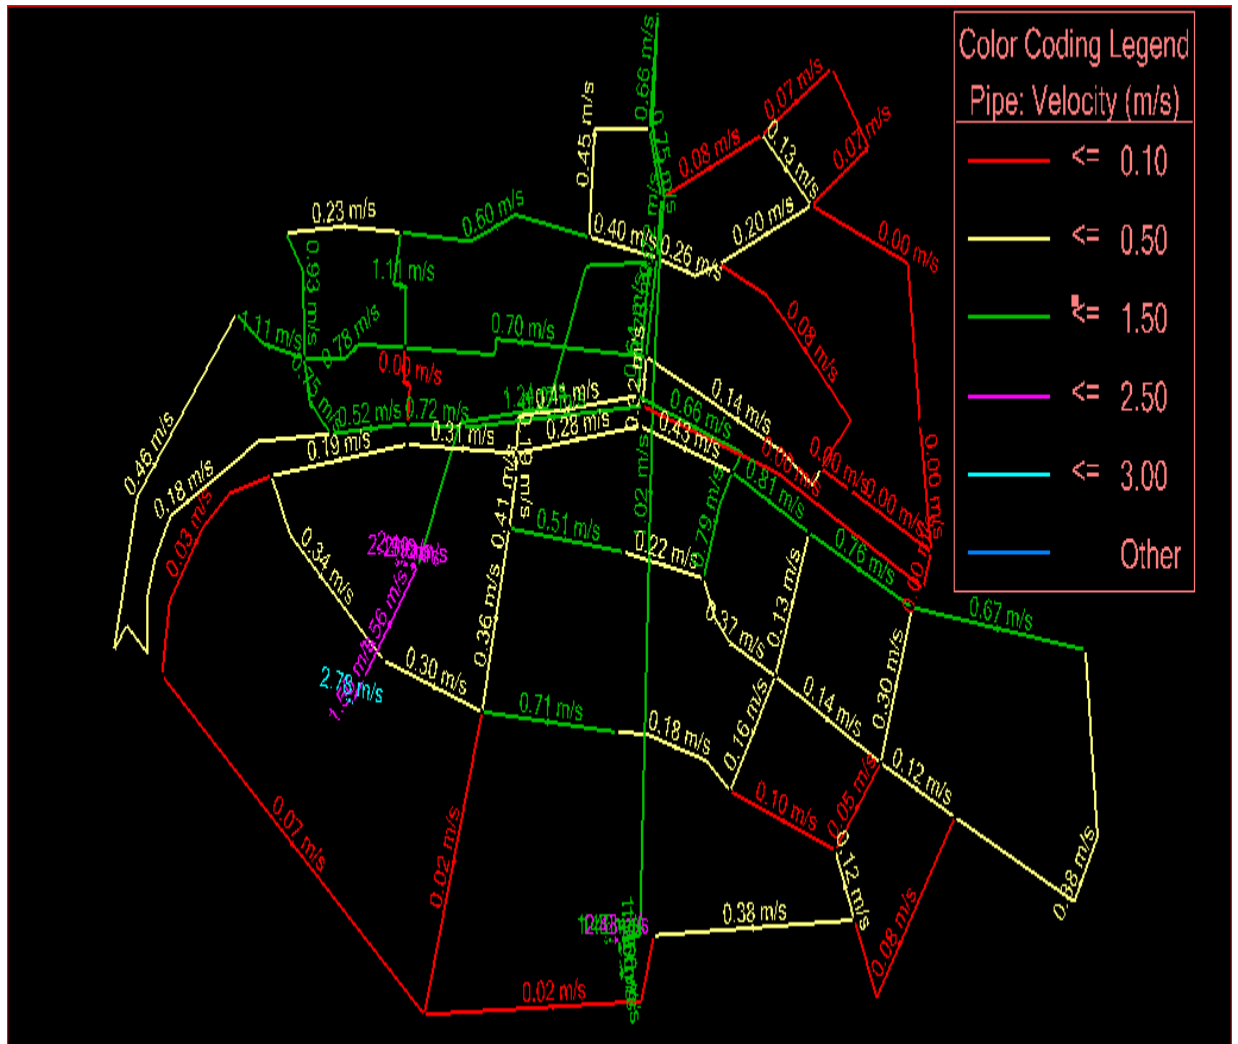 Color Coding Legend
Pipe: Velocity (m/s)
<= 0.10
<= 0.50
<= 1.50
<= 2.50
<= 3.00
Other
0.66 m/s
0.07 m/s
0.45 m/s
0.13 m/s
0.07 m/s
0.08 m/s
0.23 m/s
0.60 m/s
0.40 m/s
0.26 m/s
0.20 m/s
0.00 m/s
0.93 m/s
1.11 m/s
1.11 m/s
0.78 m/s
0.70 m/s
0.08 m/s
0.00 m/s
0.45 m/s
0.52 m/s
0.72 m/s
0.41 m/s
0.66 m/s
0.14 m/s
0.46 m/s
0.18 m/s
0.19 m/s
0.31 m/s
0.28 m/s
0.43 m/s
0.00 m/s
0.81 m/s
0.00 m/s
0.00 m/s
0.00 m/s
0.03 m/s
0.34 m/s
0.41 m/s
0.51 m/s
0.22 m/s
0.79 m/s
0.76 m/s
0.67 m/s
0.36 m/s
0.37 m/s
0.13 m/s
0.30 m/s
2.78 m/s
0.30 m/s
0.71 m/s
0.18 m/s
0.16 m/s
0.14 m/s
0.12 m/s
0.07 m/s
0.02 m/s
0.10 m/s
0.05 m/s
0.12 m/s
0.38 m/s
0.08 m/s
0.02 m/s